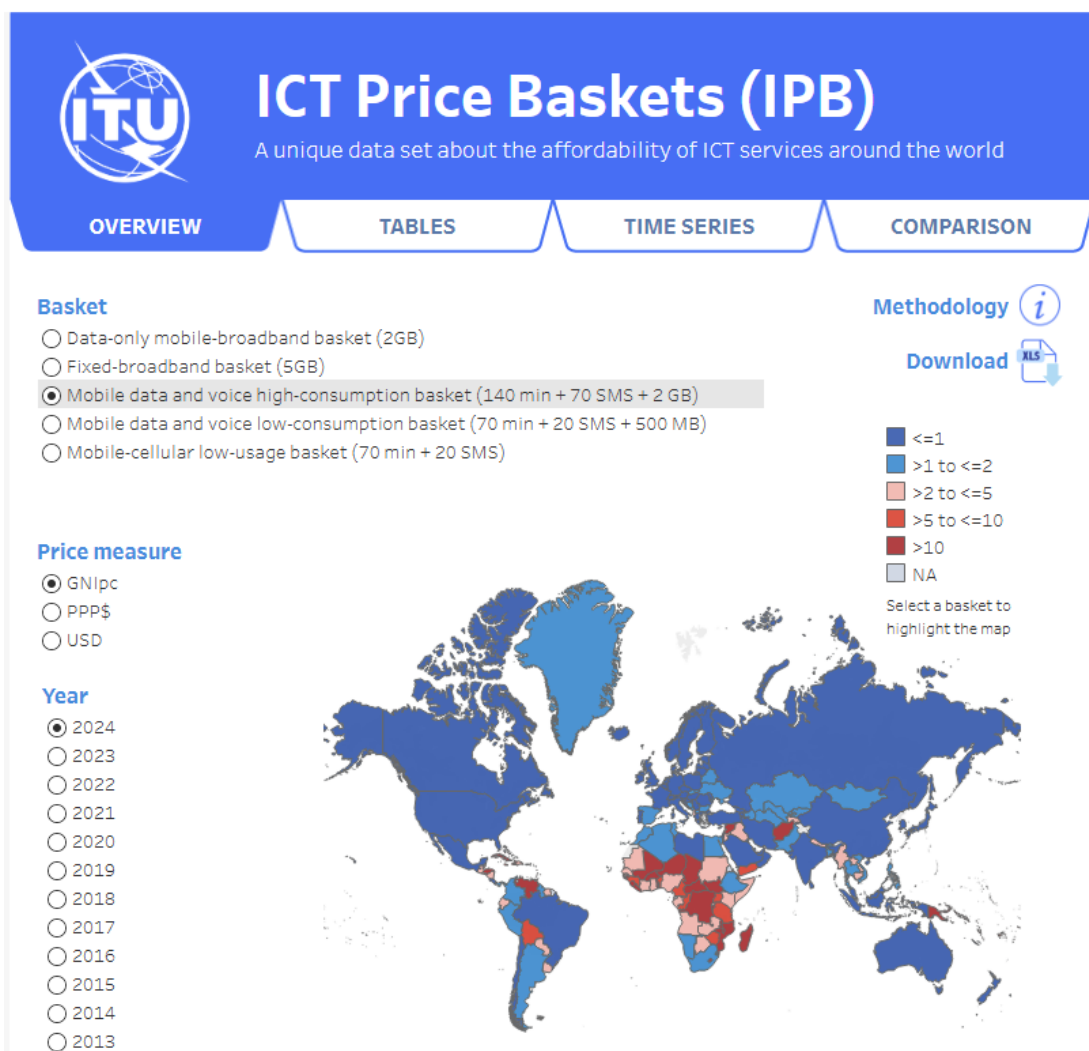 ITU
ICT Price Baskets (IPB)
A unique data set about the affordability of ICT services around the world
OVERVIEW
TABLES
TIME SERIES
COMPARISON
Basket
Data-only mobile-broadband basket (2GB)
Fixed-broadband basket (5GB)
Mobile data and voice high-consumption basket (140 min + 70 SMS + 2 GB)
Mobile data and voice low-consumption basket (70 min + 20 SMS + 500 MB)
Mobile-cellular low-usage basket (70 min + 20 SMS)
Methodology i
Download XLS
<=1
>1 to <=2
>2 to <=5
>5 to <=10
>10
NA
Select a basket to
highlight the map
Price measure
GNIpc
PPP$
USD
Year
2024
2023
2022
2021
2020
2019
2018
2017
2016
2015
2014
2013